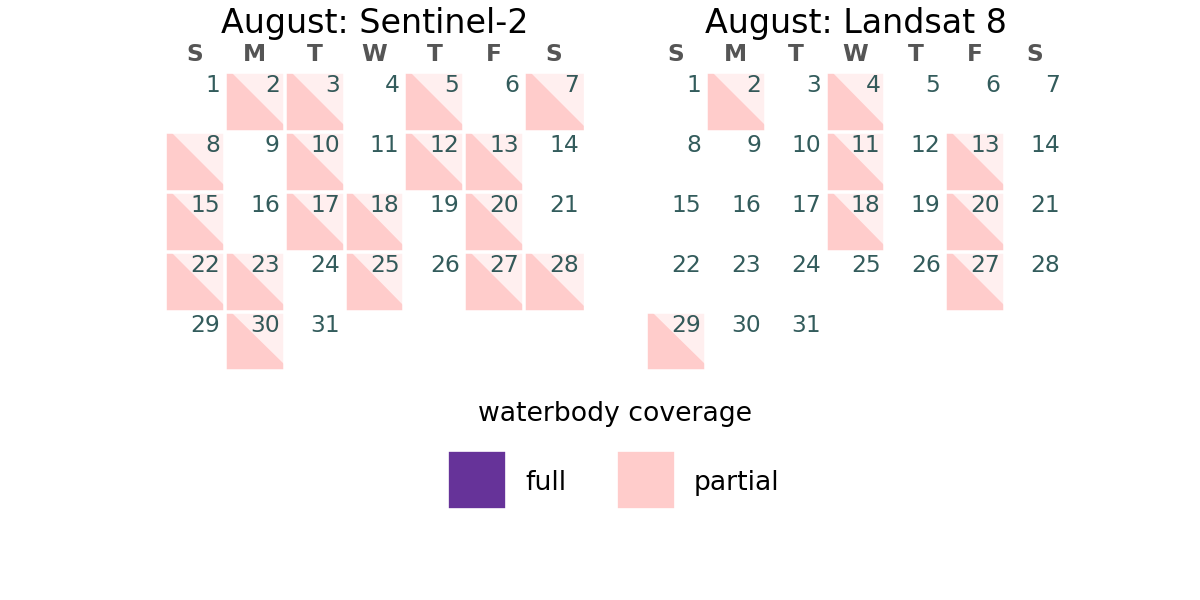 August: Sentinel-2
S M T W T F S
1 2 3 4 5 6 7
8 9 10 11 12 13 14
15 16 17 18 19 20 21
22 23 24 25 26 27 28
29 30 31
August: Landsat 8
S M T W T F S
1 2 3 4 5 6 7
8 9 10 11 12 13 14
15 16 17 18 19 20 21
22 23 24 25 26 27 28
29 30 31
waterbody coverage
full partial